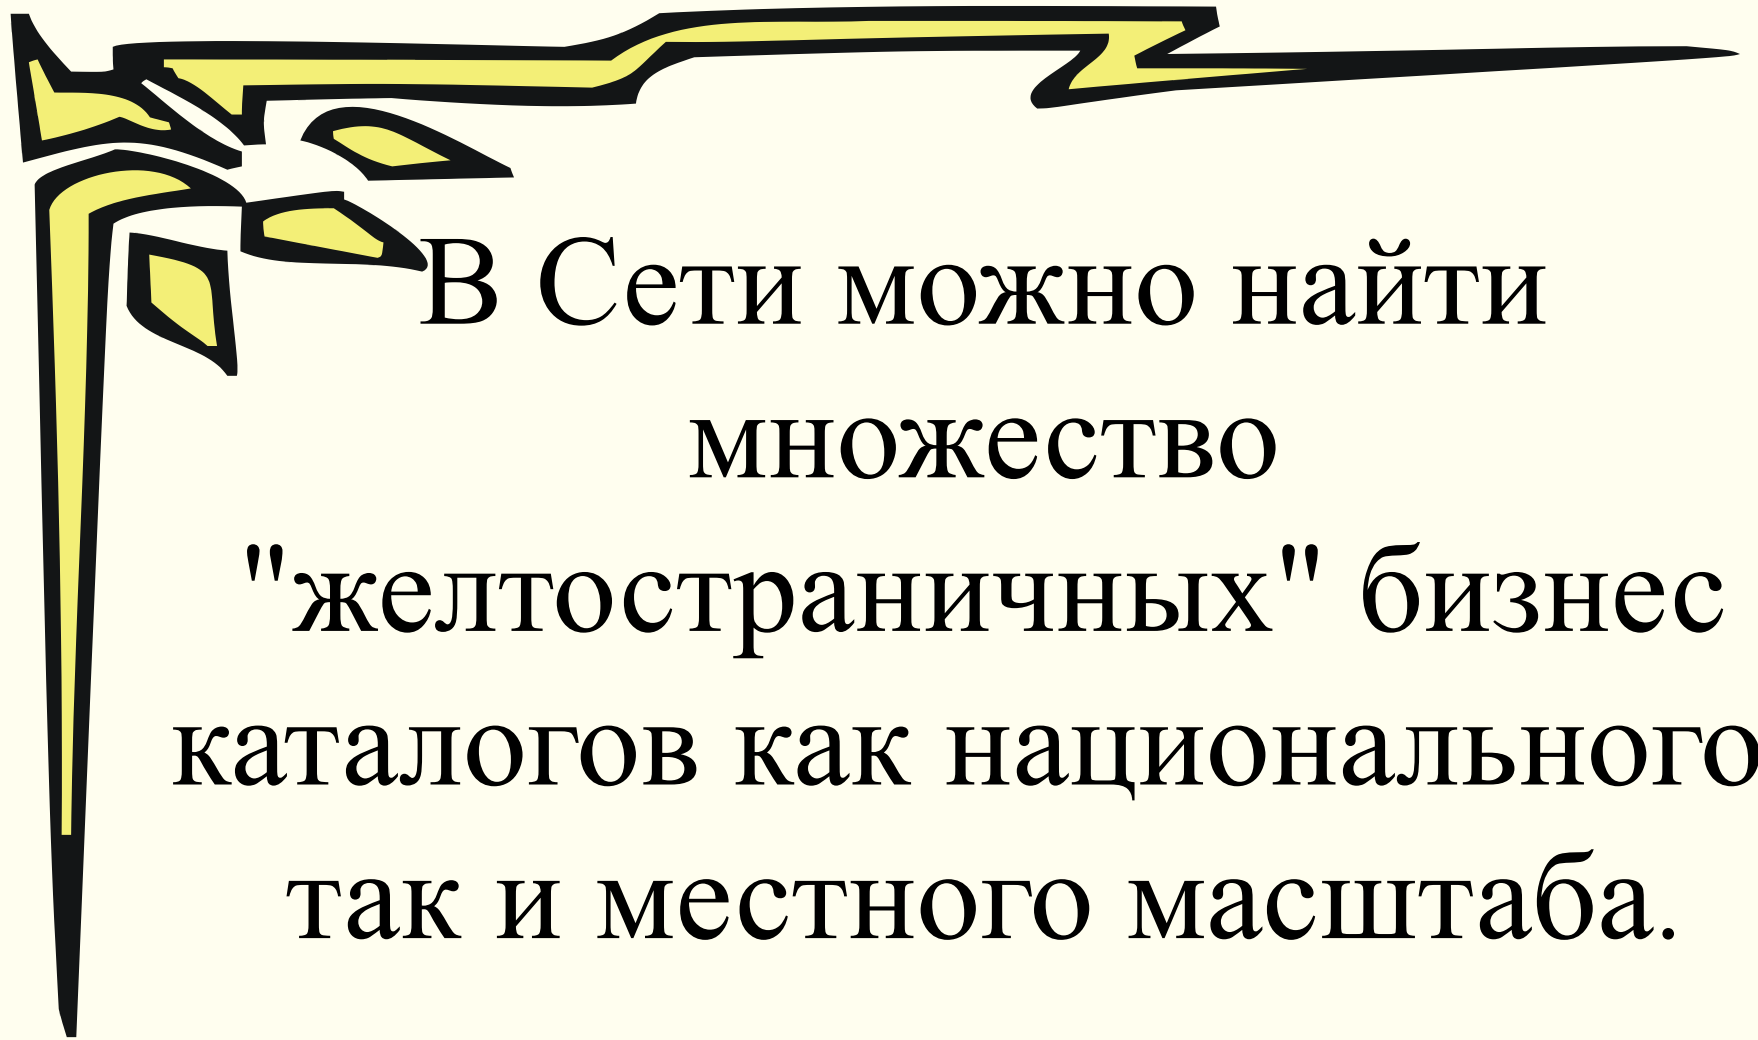 В Сети можно найти
множество
"желтостраничных" бизнес
каталогов как национального
так и местного масштаба.